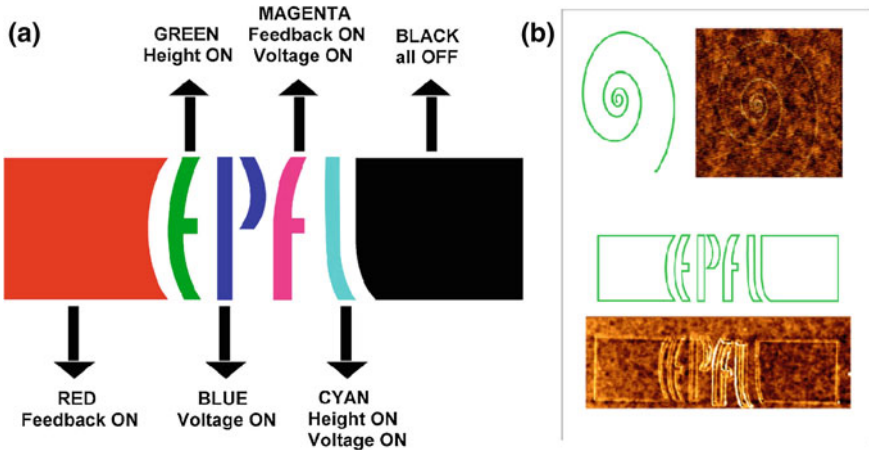 (a)
GREEN
Height ON
MAGENTA
Feedback ON
Voltage ON
BLACK
all OFF
EPfL
RED
Feedback ON
BLUE
Voltage ON
CYAN
Height ON
Voltage ON
(b)
EPfL
EPfL